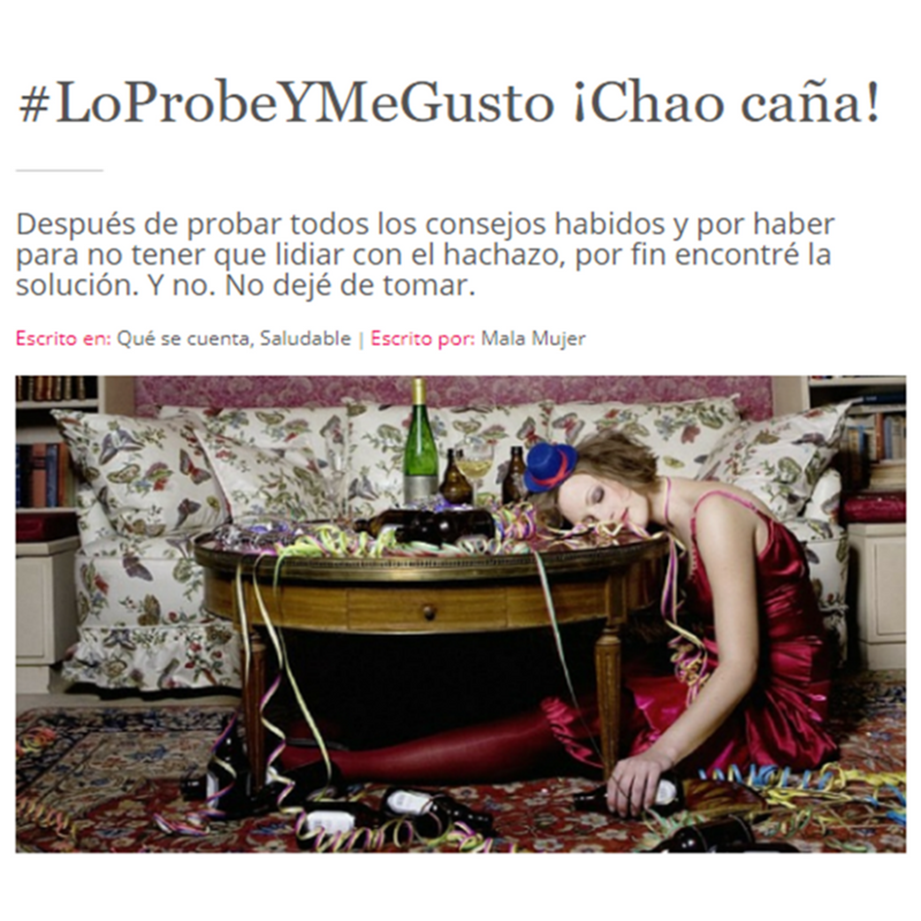 #LoProbeYMeGusto ¡Chao caña!
Después de probar todos los consejos habidos y por haber
para no tener que lidiar con el hachazo, por fin encontré la
solución. Y no. No dejé de tomar.
Escrito en: Qué se cuenta, Saludable | Escrito por: Mala Mujer